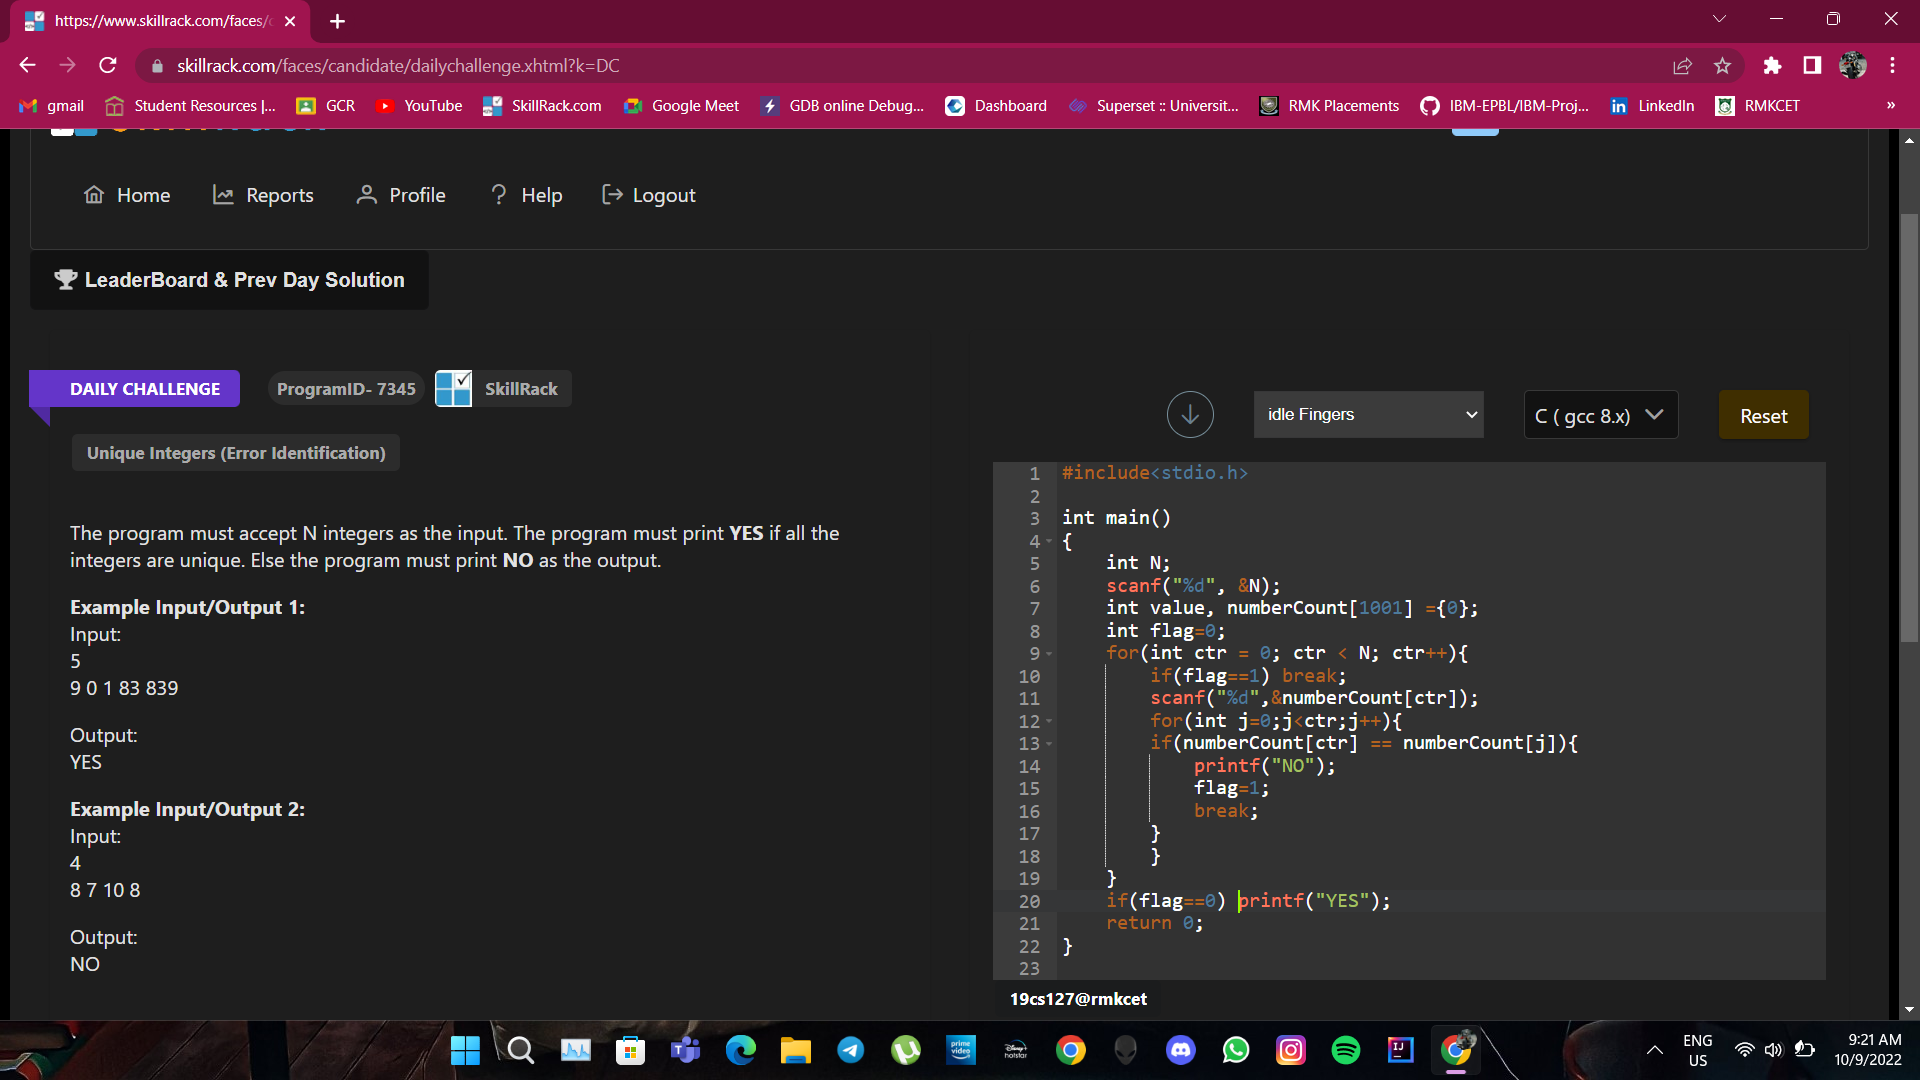 https://www.skillrack.com/faces/c
skillrack.com/faces/candidate/dailychallenge.xhtml?k=DC
gmail Student Resources |... GCR YouTube SkillRack.com Google Meet GDB online Debug... Dashboard Superset :: Universit... RMK Placements IBM-EPBL/IBM-Proj... LinkedIn RMKCET »
Home Reports Profile Help Logout
LeaderBoard & Prev Day Solution
DAILY CHALLENGE ProgramID- 7345 SkillRack
Unique Integers (Error Identification)
The program must accept N integers as the input. The program must print YES if all the
integers are unique. Else the program must print NO as the output.
Example Input/Output 1:
Input:
5
9 0 1 83 839
Output:
YES
Example Input/Output 2:
Input:
4
8 7 10 8
Output:
NO
idle Fingers C ( gcc 8.x) Reset
1 #include<stdio.h>
2
3 int main()
4 {
5 int N;
6 scanf("%d", &N);
7 int value, numberCount[1001] ={0};
8 int flag=0;
9 for(int ctr = 0; ctr < N; ctr++){
10 if(flag==1) break;
11 scanf("%d",&numberCount[ctr]);
12 for(int j=0;j<ctr;j++){
13 if(numberCount[ctr] == numberCount[j]){
14 printf("NO");
15 flag=1;
16 break;
17 }
18 }
19 }
20 if(flag==0) printf("YES");
21 return 0;
22 }
23
19cs127@rmkcet
prime video
hotstar
IJ
ENG
US
9:21 AM
10/9/2022